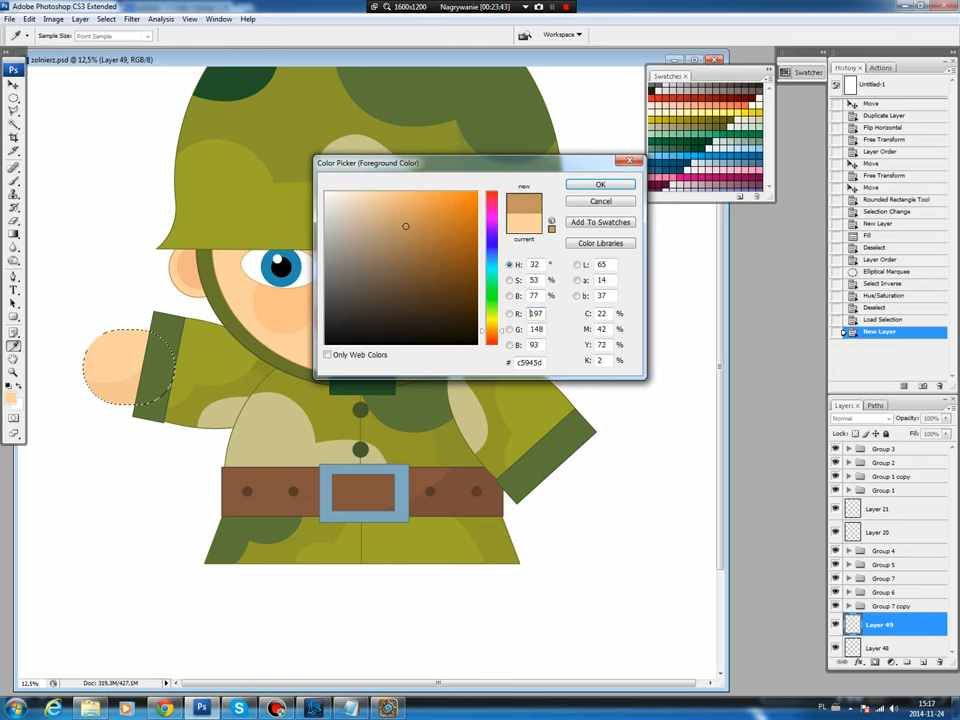 Adobe Photoshop CS3 Extended
1600x1200
Nagrywanie [00:23:43]
File Edit Image Layer Select Filter Analysis View Window Help
Sample Size: Point Sample
Workspace
zolnierz.psd @ 12,5% (Layer 49, RGB/8)
Ps
Swatches
Swatches
History Actions
Untitled-1
Move
Duplicate Layer
Flip Horizontal
Free Transform
Layer Order
Move
Free Transform
Move
Rounded Rectangle Tool
Selection Change
New Layer
Fill
Deselect
Layer Order
Elliptical Marquee
Select Inverse
Hue/Saturation
Deselect
Load Selection
New Layer
Color Picker (Foreground Color)
new
current
OK
Cancel
Add To Swatches
Color Libraries
H: 32 °
S: 53 %
B: 77 %
R: 197
G: 148
B: 93
# c5945d
L: 65
a: 14
b: 37
C: 22 %
M: 42 %
Y: 72 %
K: 2 %
Only Web Colors
Layers Paths
Normal
Opacity: 100%
Lock:
Fill: 100%
Group 3
Group 2
Group 1 copy
Group 1
Layer 21
Layer 20
Group 4
Group 5
Group 7
Group 6
Group 7 copy
Layer 49
Layer 48
12,5%
Doc: 319,3M/427,1M
PL
15:17
2014-11-24